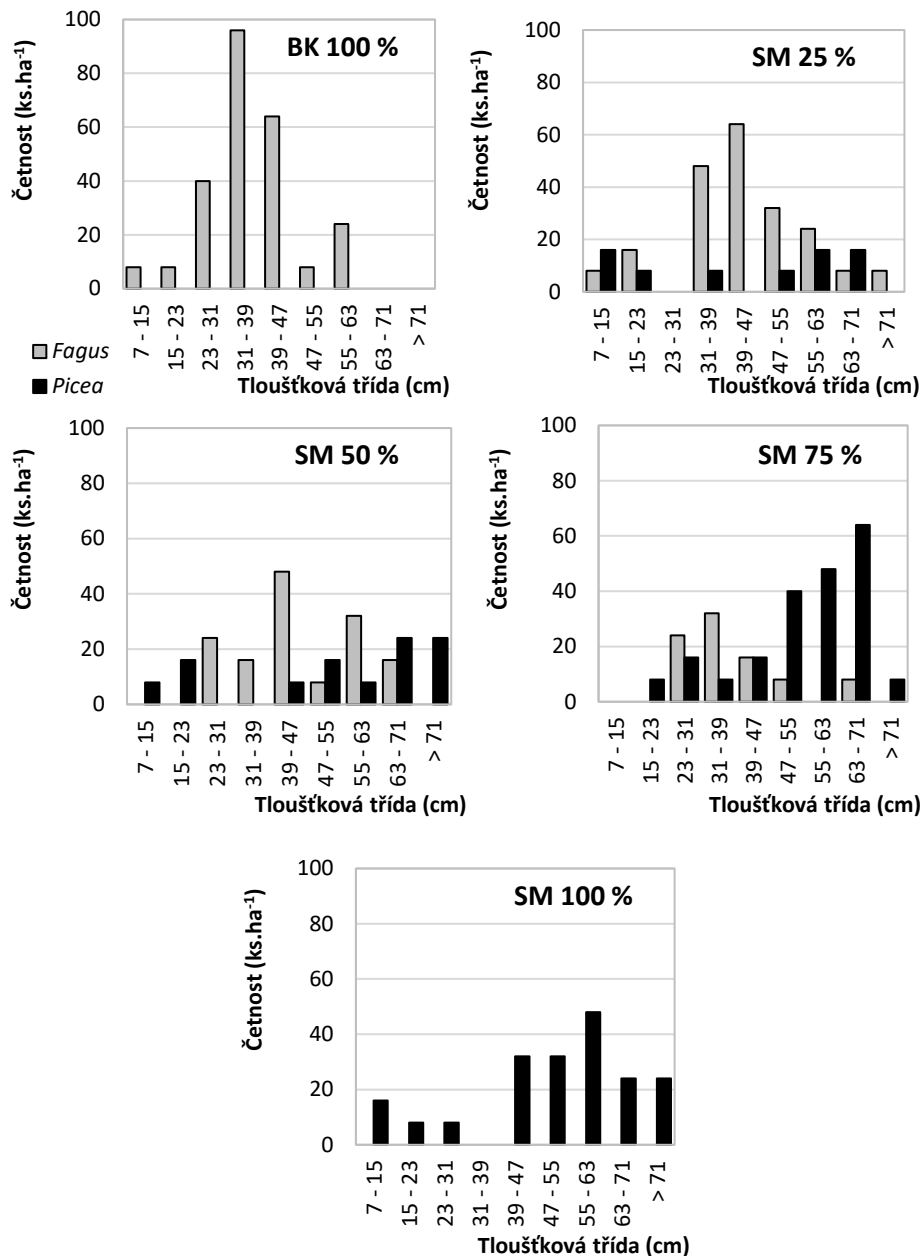 BK 100 %
Četnost (ks.ha-1)
100
80
60
40
20
0
7 - 15
15 - 23
23 - 31
31 - 39
39 - 47
47 - 55
55 - 63
63 - 71
> 71
Tloušťková třída (cm)
SM 25 %
Četnost (ks.ha-1)
100
80
60
40
20
0
7 - 15
15 - 23
23 - 31
31 - 39
39 - 47
47 - 55
55 - 63
63 - 71
> 71
Tloušťková třída (cm)
Fagus
Picea
SM 50 %
Četnost (ks.ha-1)
100
80
60
40
20
0
7 - 15
15 - 23
23 - 31
31 - 39
39 - 47
47 - 55
55 - 63
63 - 71
> 71
Tloušťková třída (cm)
SM 75 %
Četnost (ks.ha-1)
100
80
60
40
20
0
7 - 15
15 - 23
23 - 31
31 - 39
39 - 47
47 - 55
55 - 63
63 - 71
> 71
Tloušťková třída (cm)
SM 100 %
Četnost (ks.ha-1)
100
80
60
40
20
0
7 - 15
15 - 23
23 - 31
31 - 39
39 - 47
47 - 55
55 - 63
63 - 71
> 71
Tloušťková třída (cm)